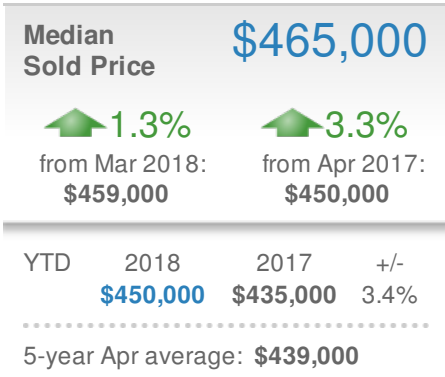 Median $465,000
Sold Price
1.3% 3.3%
from Mar 2018: from Apr 2017:
$459,000 $450,000
YTD 2018 2017 +/-
$450,000 $435,000 3.4%
5-year Apr average: $439,000